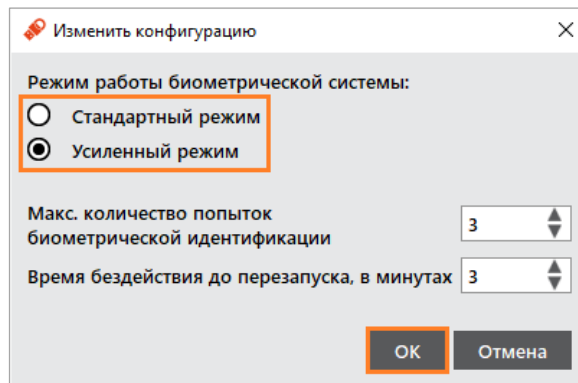 Изменить конфигурацию
Режим работы биометрической системы:
Стандартный режим
Усиленный режим
Макс. количество попыток
биометрической идентификации
3
Время бездействия до перезапуска, в минутах
3
ОК
Отмена